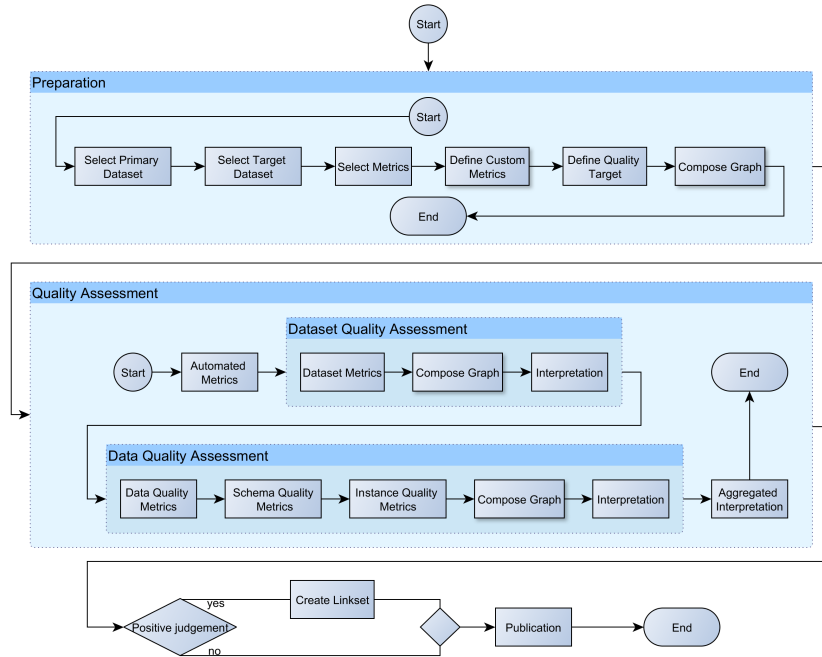 Start
Preparation
Start
Select Primary
Dataset
Select Target
Dataset
Select Metrics
Define Custom
Metrics
Define Quality
Target
Compose Graph
End
Quality Assessment
Dataset Quality Assessment
Start
Automated
Metrics
Dataset Metrics
Compose Graph
Interpretation
End
Data Quality Assessment
Data Quality
Metrics
Schema Quality
Metrics
Instance Quality
Metrics
Compose Graph
Interpretation
Aggregated
Interpretation
Positive judgement
yes
no
Create Linkset
Publication
End